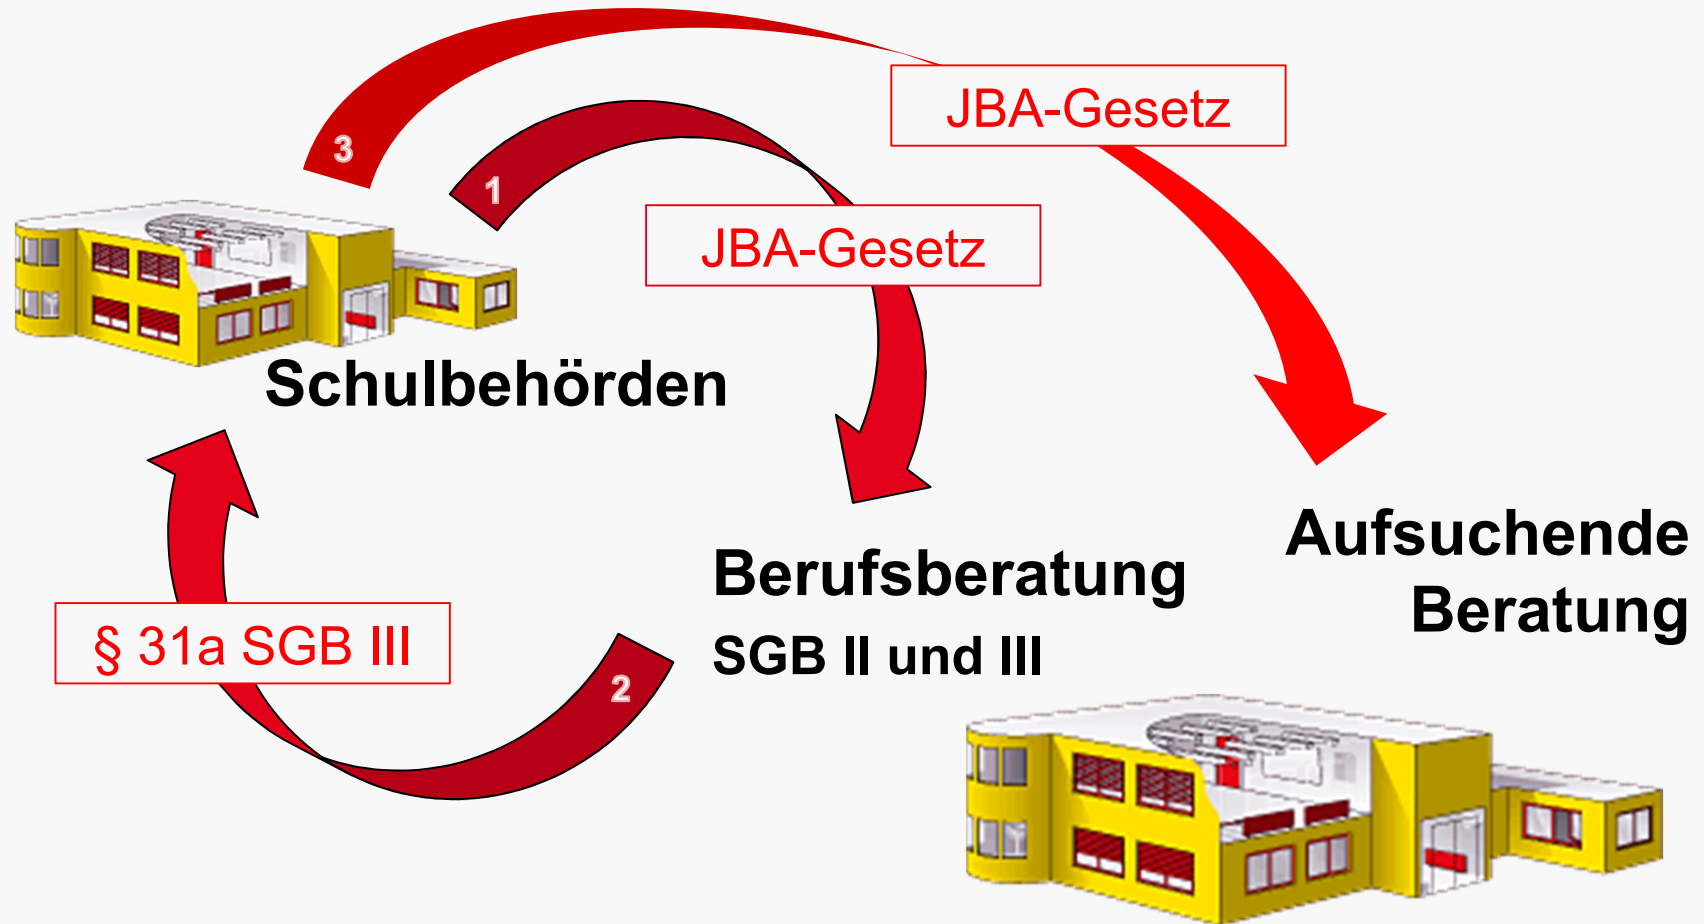 JBA-Gesetz
3
1
JBA-Gesetz
Schulbehörden
Aufsuchende
Beratung
Berufsberatung
SGB II und III
§ 31a SGB III
2